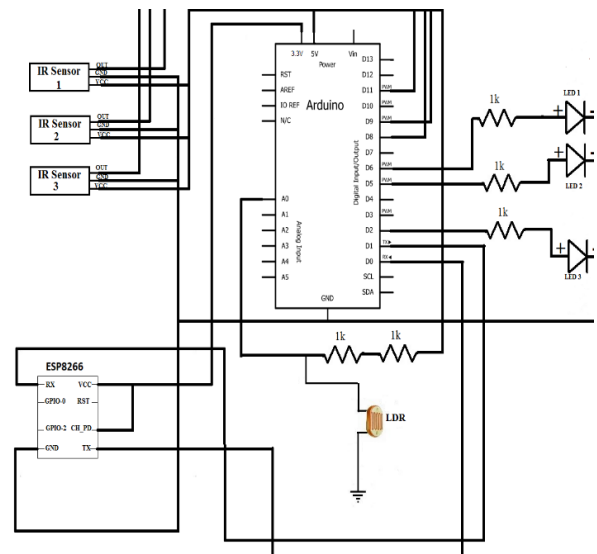 OUT
GND
VCC
IR Sensor
1
OUT
GND
VCC
IR Sensor
2
OUT
GND
VCC
IR Sensor
3
3.3V 5V Vin
Power
RST
AREF
IO REF
N/C
Arduino
D13
D12
D11 PWM
D10 PWM
D9 PWM
D8
D7
D6 PWM
D5 PWM
D4
D3 PWM
D2
D1 TX
D0 RX
SCL
SDA
Digital Input/Output
A0
A1
A2
A3
A4
A5
Analog Input
GND
1k
+
LED 1
1k
+
LED 2
1k
+
LED 3
1k 1k
LDR
ESP8266
RX VCC
GPIO-0 RST
GPIO-2 CH_PD
GND TX